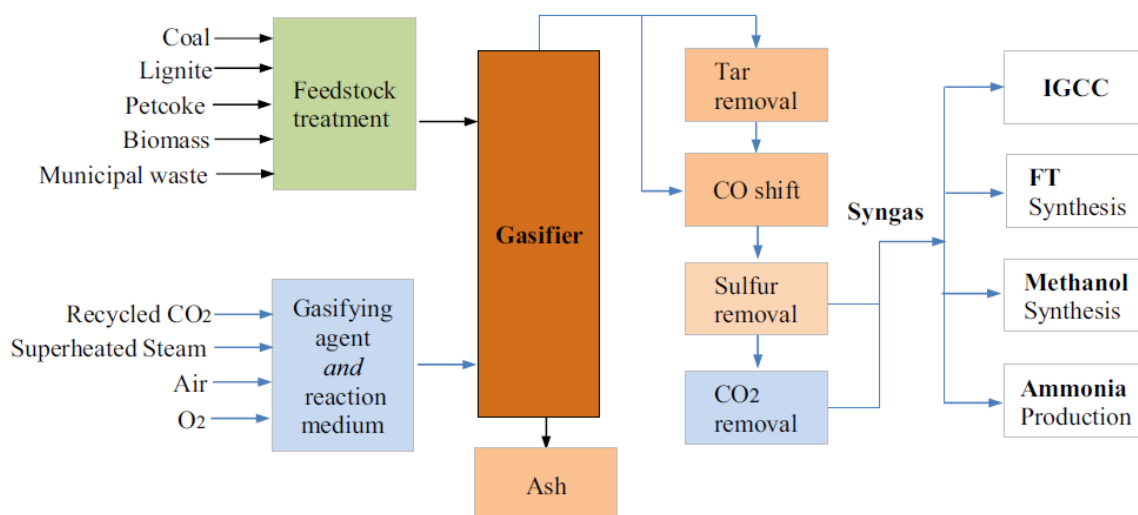 Coal
Lignite
Petcoke
Biomass
Municipal waste
Feedstock
treatment
Recycled CO2
Superheated Steam
Air
O2
Gasifying
agent
and
reaction
medium
Gasifier
Ash
Tar
removal
CO shift
Sulfur
removal
CO2
removal
Syngas
IGCC
FT
Synthesis
Methanol
Synthesis
Ammonia
Production